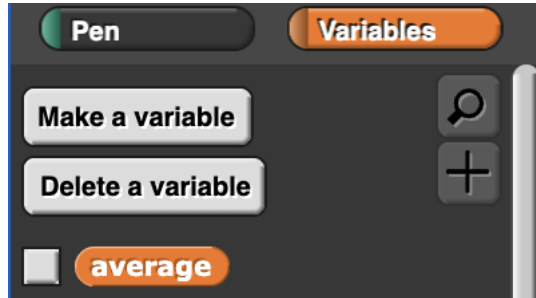 Pen Variables
Make a variable
Delete a variable
average